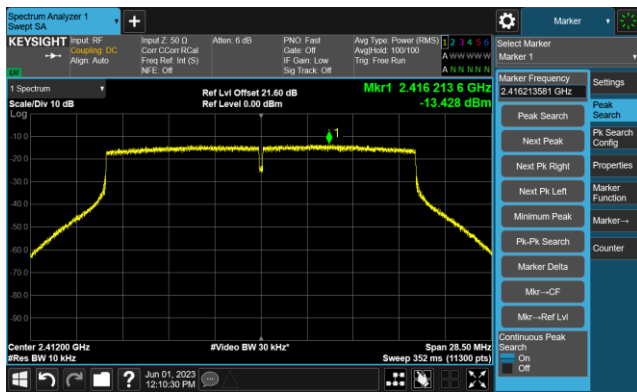 Spectrum Analyzer 1
Swept SA
Marker
KEYSIGHT
Input: RF
Coupling: DC
Align: Auto
Input Z: 50 Ω
Corr CCorr RCal
Freq Ref: Int (S)
NFE: Off
Atten: 6 dB
PNO: Fast
Gate: Off
IF Gain: Low
Sig Track: Off
Avg Type: Power (RMS)
Avg|Hold: 100/100
Trig: Free Run
1 2 3 4 5 6
A W W W W W
A N N N N N
Select Marker
Marker 1
1 Spectrum
Scale/Div 10 dB
Ref Lvl Offset 21.60 dB
Ref Level 0.00 dBm
Mkr1 2.416 213 6 GHz
-13.428 dBm
Log
1
-10.0
-20.0
-30.0
-40.0
-50.0
-60.0
-70.0
-80.0
-90.0
Center 2.41200 GHz
#Res BW 10 kHz
#Video BW 30 kHz*
Span 28.50 MHz
Sweep 352 ms (11300 pts)
Marker Frequency
2.416213581 GHz
Peak Search
Next Peak
Next Pk Right
Next Pk Left
Minimum Peak
Pk-Pk Search
Marker Delta
Mkr→CF
Mkr→Ref Lvl
Continuous Peak
Search
On
Off
Settings
Peak
Search
Pk Search
Config
Properties
Marker
Function
Marker→
Counter
Jun 01, 2023
12:10:30 PM